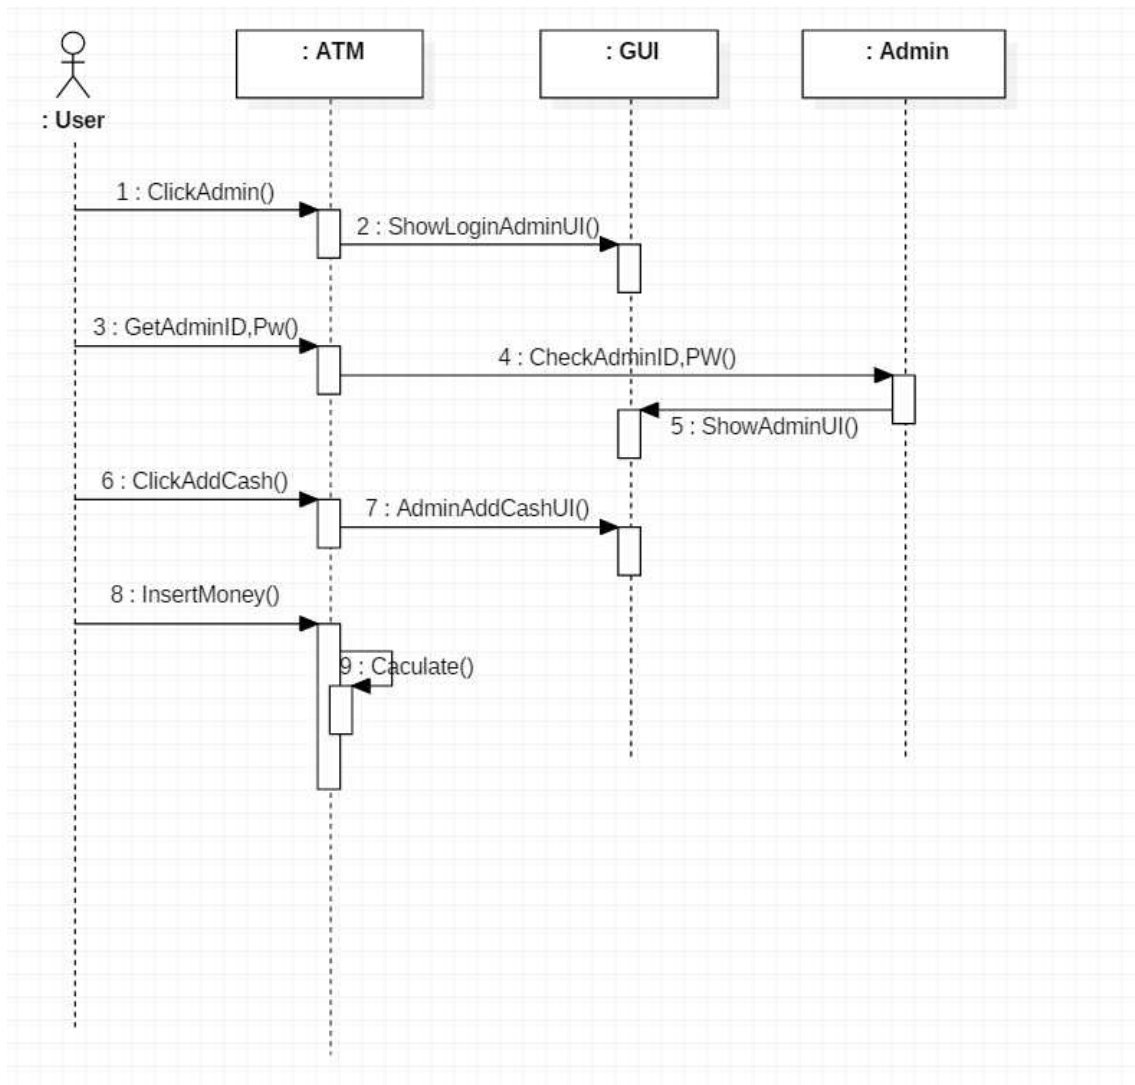 : ATM
: GUI
: Admin
: User
1 : ClickAdmin()
2 : ShowLoginAdminUI()
3 : GetAdminID,Pw()
4 : CheckAdminID,PW()
5 : ShowAdminUI()
6 : ClickAddCash()
7 : AdminAddCashUI()
8 : InsertMoney()
9 : Caculate()